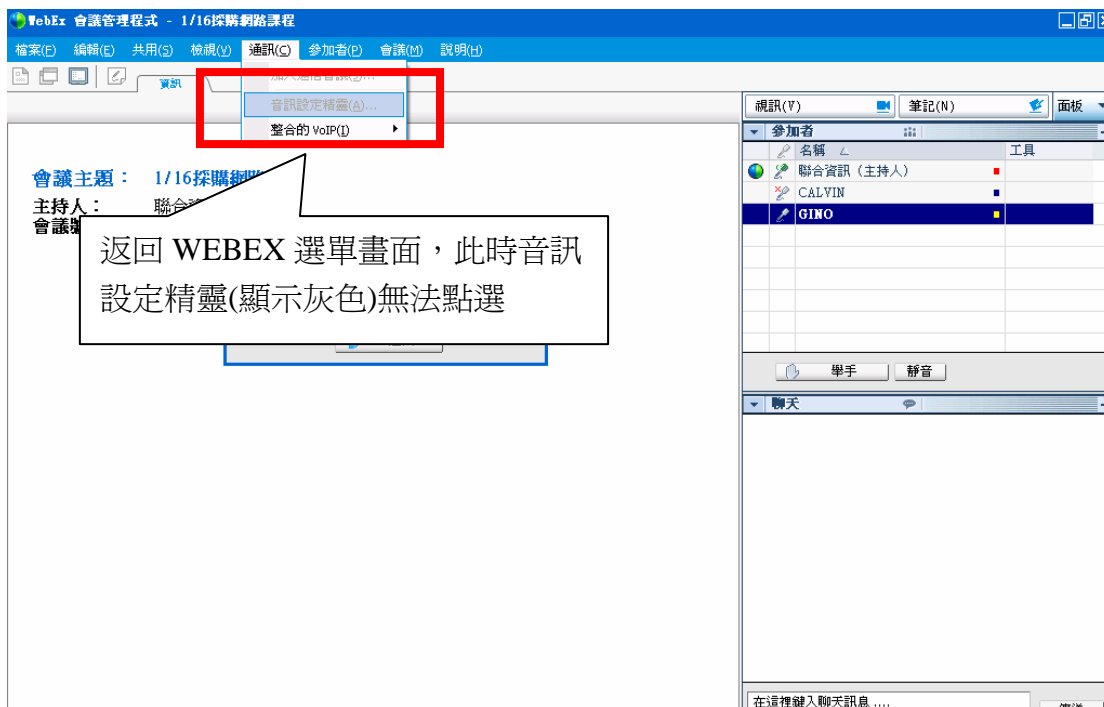 WebEx 會議管理程式 - 1/16採購網路課程
檔案(F) 編輯(E) 共用(S) 檢視(V) 通訊(C) 參加者(P) 會議(M) 說明(H)
資訊
音訊設定精靈(A)...
整合的 VoIP(I)
會議主題： 1/16採購網
主持人： 聯合
會議
返回 WEBEX 選單畫面，此時音訊
設定精靈(顯示灰色)無法點選
視訊(V) 筆記(N) 面板
參加者
名稱 工具
聯合資訊（主持人）
CALVIN
GINO
舉手 靜音
聊天
在這裡鍵入聊天訊息 ....